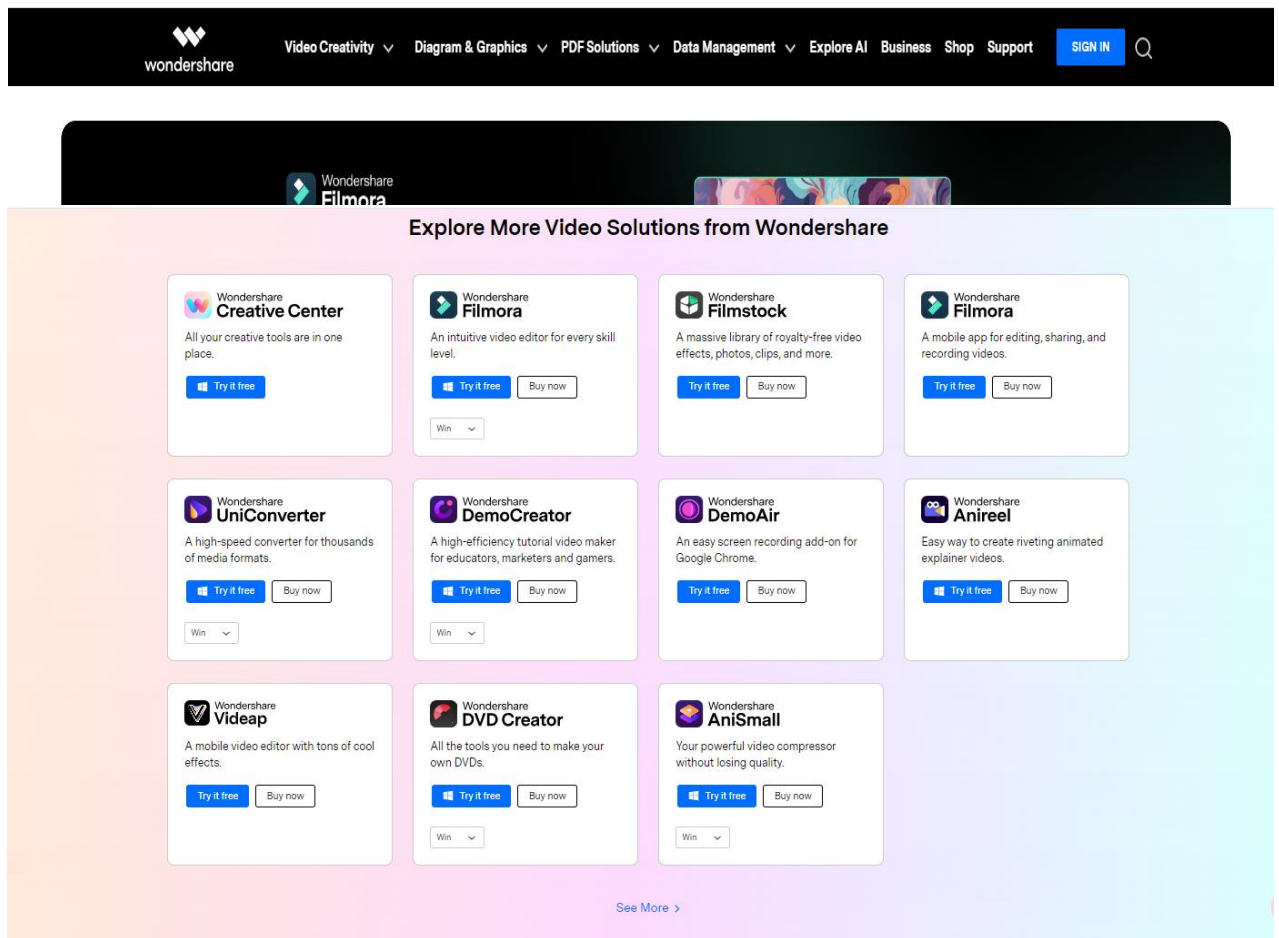 wondershare
Video Creativity
Diagram & Graphics
PDF Solutions
Data Management
Explore AI
Business
Shop
Support
SIGN IN
Wondershare
Filmora
Explore More Video Solutions from Wondershare
Wondershare
Creative Center
All your creative tools are in one
place.
Try it free
Wondershare
Filmora
An intuitive video editor for every skill
level.
Try it free
Buy now
Win
Wondershare
Filmstock
A massive library of royalty-free video
effects, photos, clips, and more.
Try it free
Buy now
Wondershare
Filmora
A mobile app for editing, sharing, and
recording videos.
Try it free
Buy now
Wondershare
UniConverter
A high-speed converter for thousands
of media formats.
Try it free
Buy now
Win
Wondershare
DemoCreator
A high-efficiency tutorial video maker
for educators, marketers and gamers.
Try it free
Buy now
Win
Wondershare
DemoAir
An easy screen recording add-on for
Google Chrome.
Try it free
Buy now
Wondershare
Anireel
Easy way to create riveting animated
explainer videos.
Try it free
Buy now
Wondershare
Videap
A mobile video editor with tons of cool
effects.
Try it free
Buy now
Wondershare
DVD Creator
All the tools you need to make your
own DVDs.
Try it free
Buy now
Win
Wondershare
AniSmall
Your powerful video compressor
without losing quality.
Try it free
Buy now
Win
See More >